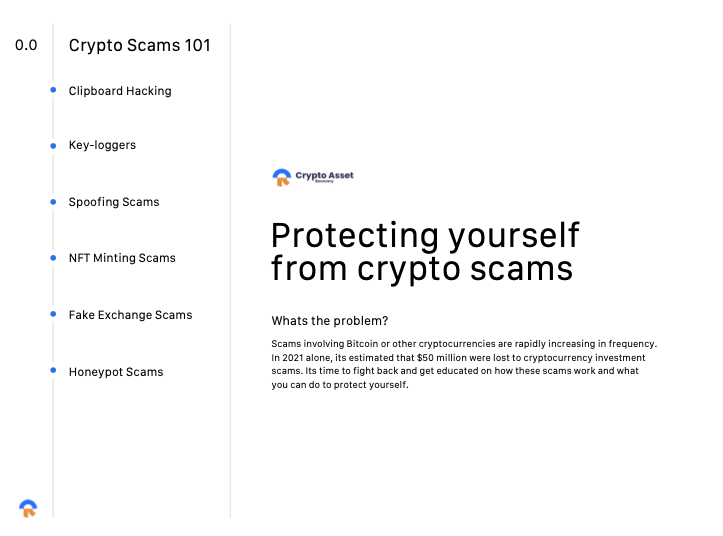 0.0
Crypto Scams 101
Clipboard Hacking
Key-loggers
Spoofing Scams
NFT Minting Scams
Fake Exchange Scams
Honeypot Scams
Crypto Asset
Recovery
Protecting yourself
from crypto scams
Whats the problem?
Scams involving Bitcoin or other cryptocurrencies are rapidly increasing in frequency.
In 2021 alone, its estimated that $50 million were lost to cryptocurrency investment
scams. Its time to fight back and get educated on how these scams work and what
you can do to protect yourself.